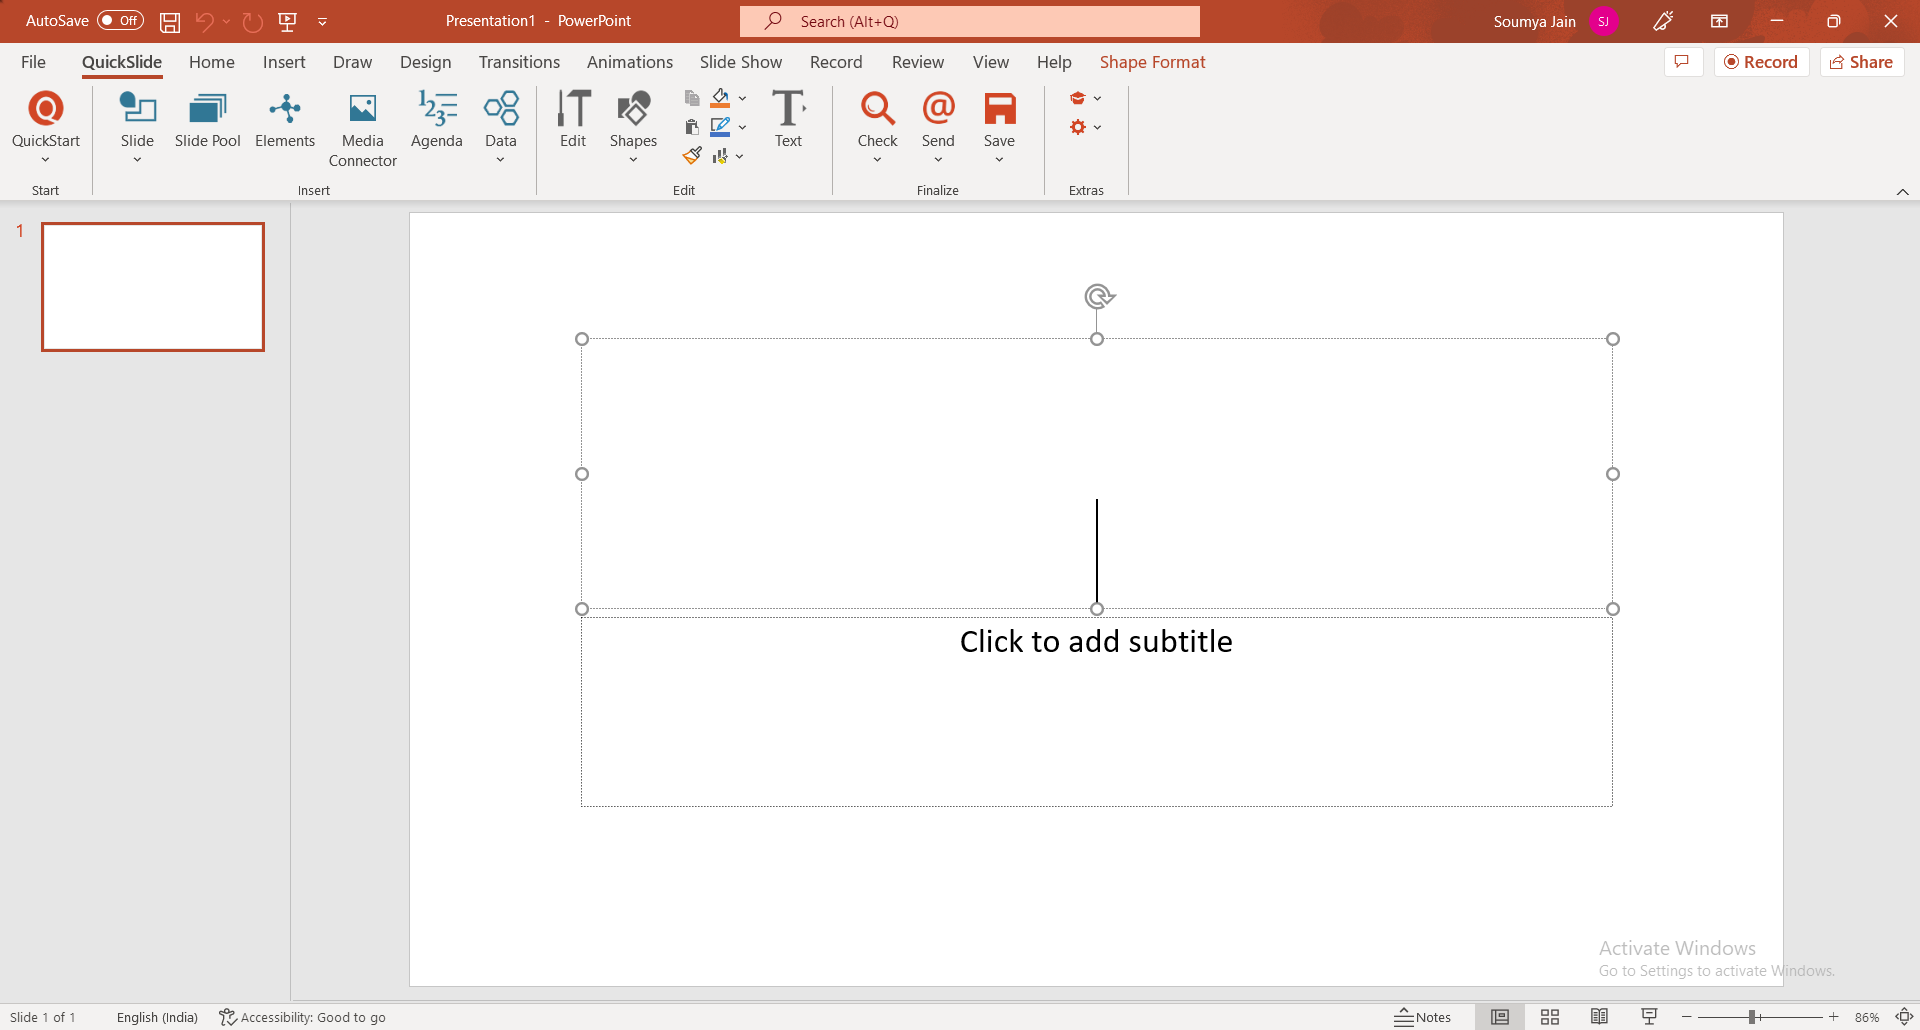 AutoSave Off
Presentation1 - PowerPoint
Search (Alt+Q)
Soumya Jain SJ
File QuickSlide Home Insert Draw Design Transitions Animations Slide Show Record Review View Help Shape Format
Record Share
QuickStart Slide Slide Pool Elements Media Connector Agenda Data Edit Shapes Text Check Send Save
Start Insert Edit Finalize Extras
1
Click to add subtitle
Activate Windows
Go to Settings to activate Windows.
Slide 1 of 1 English (India) Accessibility: Good to go Notes 86%